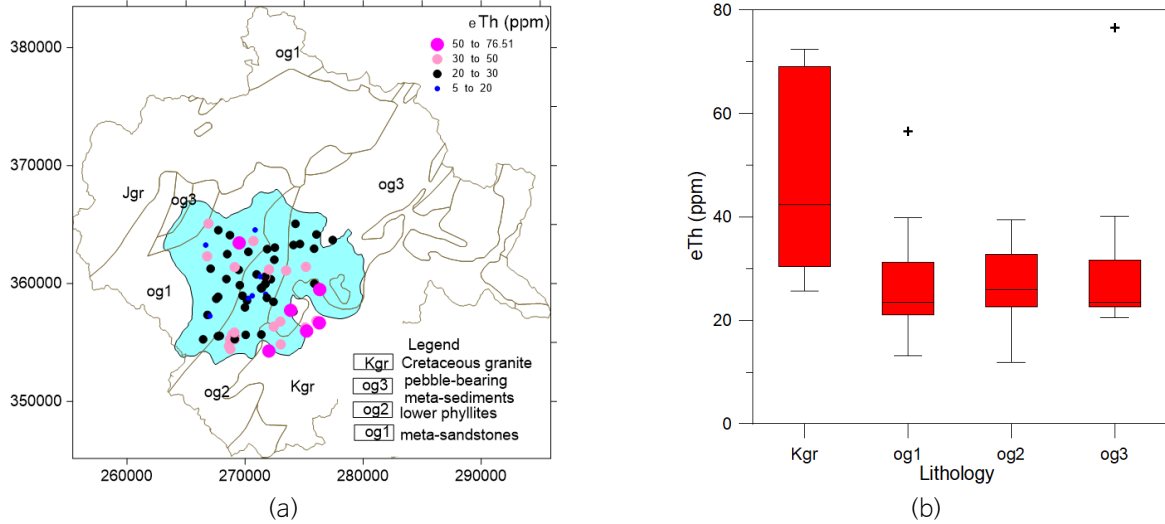 eTh (ppm)
50 to 76.51
30 to 50
20 to 30
5 to 20
380000
370000
360000
350000
260000 270000 280000 290000
og1
Jgr
og3
og3
og1
og2
Kgr
Legend
Kgr Cretaceous granite
og3 pebble-bearing
meta-sediments
og2 lower phyllites
og1 meta-sandstones
(a)
80
60
40
20
0
eTh (ppm)
Kgr og1 og2 og3
Lithology
(b)